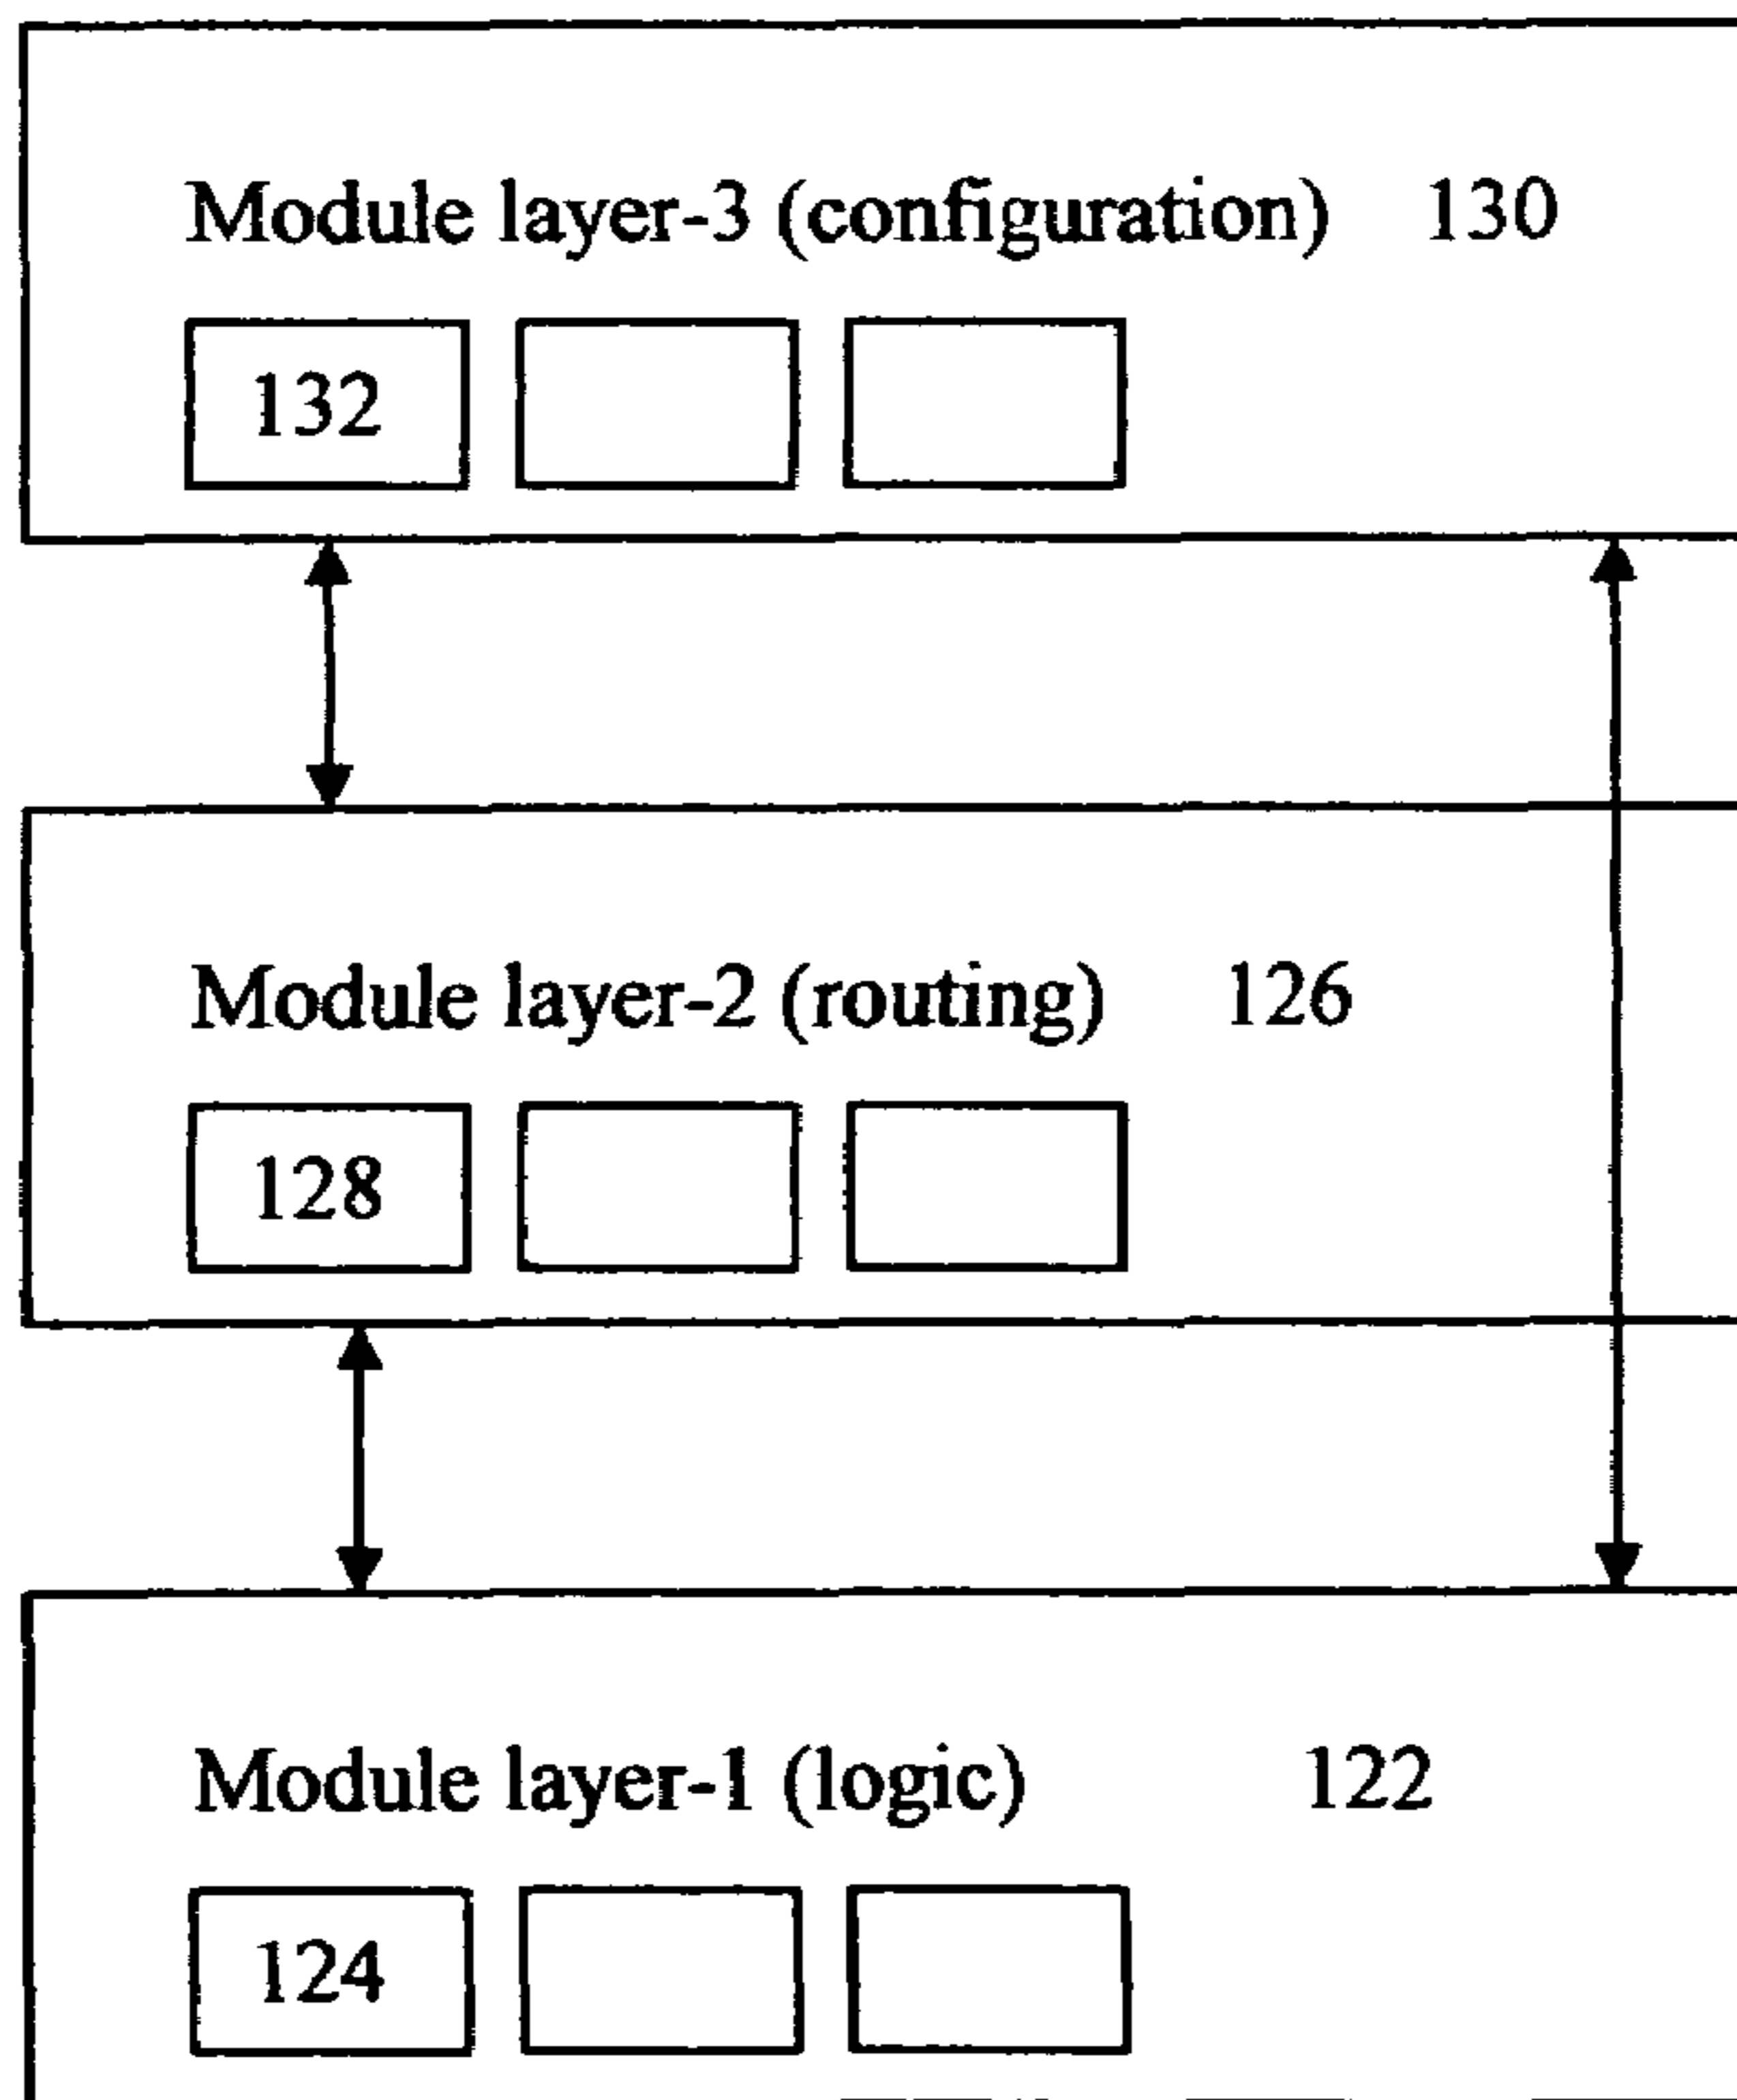 Module layer-3 (configuration) 130
132
Module layer-2 (routing) 126
128
Module layer-1 (logic) 122
124